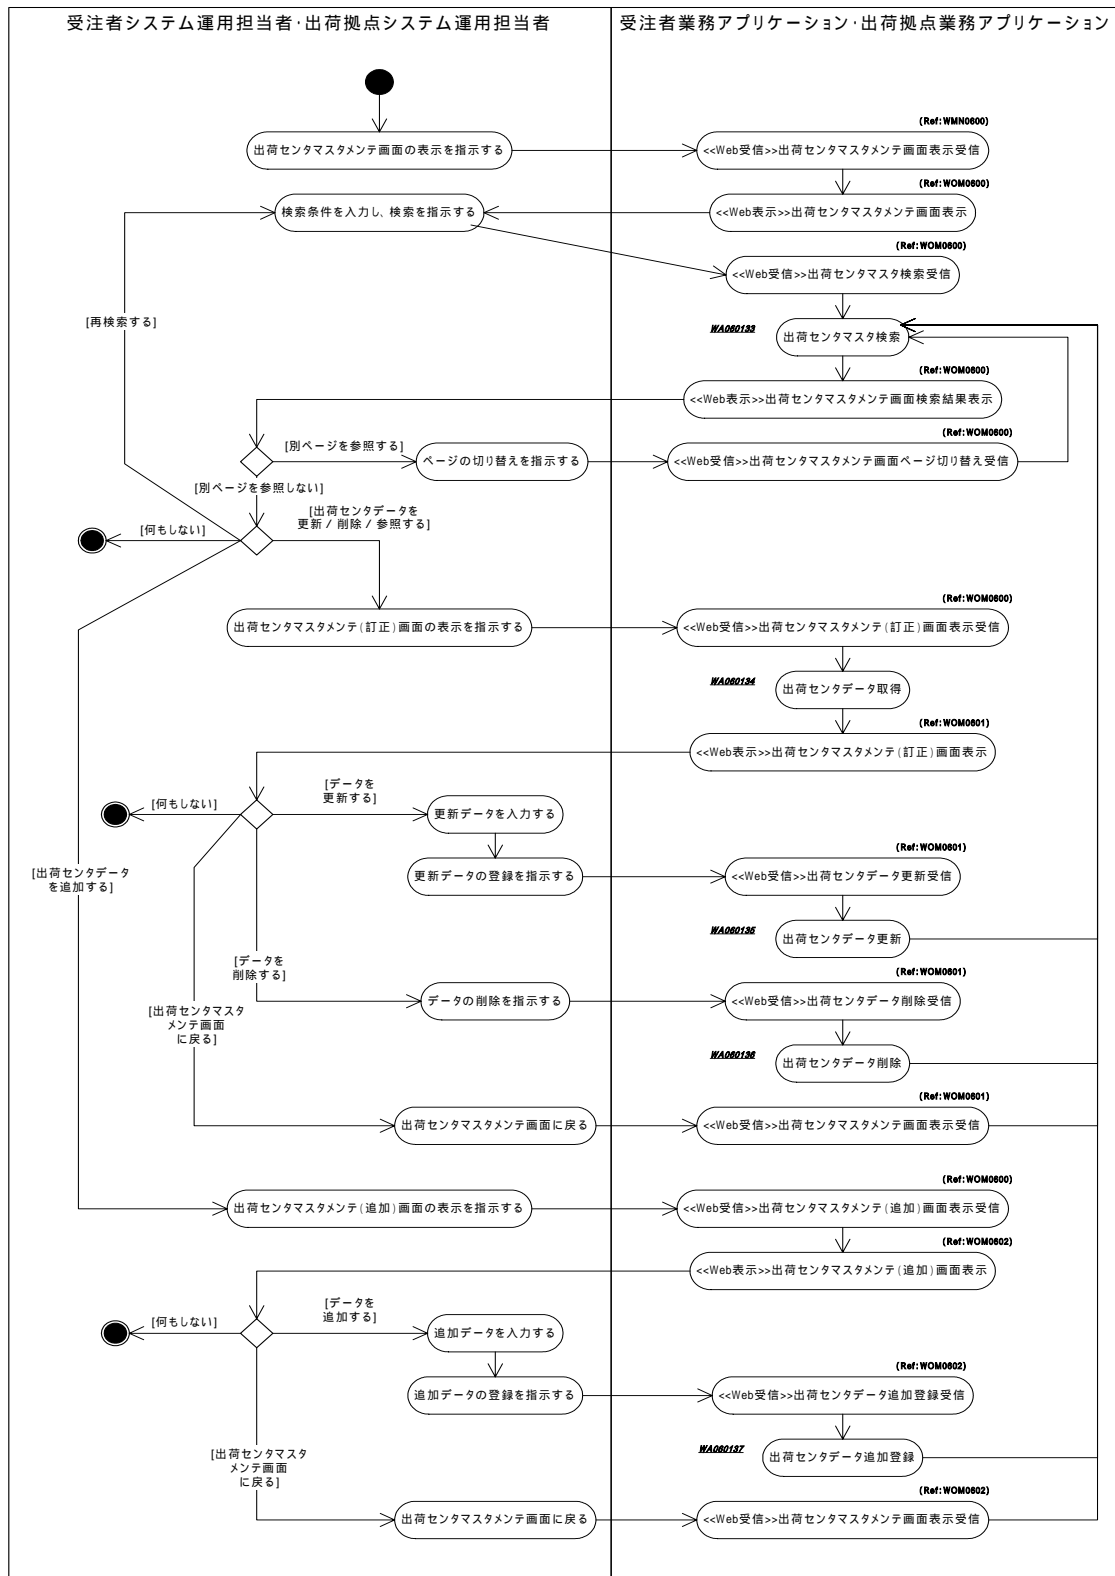 受注者システム運用担当者・出荷拠点システム運用担当者
受注者業務アプリケーション・出荷拠点業務アプリケーション
(Ref:WMN0600)
出荷センタマスタメンテ画面の表示を指示する
<<Web受信>>出荷センタマスタメンテ画面表示受信
(Ref:WOM0600)
検索条件を入力し、検索を指示する
<<Web表示>>出荷センタマスタメンテ画面表示
(Ref:WOM0600)
<<Web受信>>出荷センタマスタ検索受信
[再検索する]
WA060133
出荷センタマスタ検索
(Ref:WOM0600)
<<Web表示>>出荷センタマスタメンテ画面検索結果表示
(Ref:WOM0600)
[別ページを参照する]
ページの切り替えを指示する
<<Web受信>>出荷センタマスタメンテ画面ページ切り替え受信
[別ページを参照しない]
[出荷センタデータを
更新/削除/参照する]
[何もしない]
(Ref:WOM0600)
出荷センタマスタメンテ(訂正)画面の表示を指示する
<<Web受信>>出荷センタマスタメンテ(訂正)画面表示受信
WA060134
出荷センタデータ取得
(Ref:WOM0601)
<<Web表示>>出荷センタマスタメンテ(訂正)画面表示
[データを
更新する]
[何もしない]
更新データを入力する
(Ref:WOM0601)
[出荷センタデータ
を追加する]
更新データの登録を指示する
<<Web受信>>出荷センタデータ更新受信
WA060135
出荷センタデータ更新
[データを
削除する]
(Ref:WOM0601)
データの削除を指示する
<<Web受信>>出荷センタデータ削除受信
[出荷センタマスタ
メンテ画面
に戻る]
WA060136
出荷センタデータ削除
(Ref:WOM0601)
出荷センタマスタメンテ画面に戻る
<<Web受信>>出荷センタマスタメンテ画面表示受信
(Ref:WOM0600)
出荷センタマスタメンテ(追加)画面の表示を指示する
<<Web受信>>出荷センタマスタメンテ(追加)画面表示受信
(Ref:WOM0602)
<<Web表示>>出荷センタマスタメンテ(追加)画面表示
[データを
追加する]
[何もしない]
追加データを入力する
(Ref:WOM0602)
追加データの登録を指示する
<<Web受信>>出荷センタデータ追加登録受信
WA060137
出荷センタデータ追加登録
[出荷センタマスタ
メンテ画面
に戻る]
(Ref:WOM0602)
出荷センタマスタメンテ画面に戻る
<<Web受信>>出荷センタマスタメンテ画面表示受信